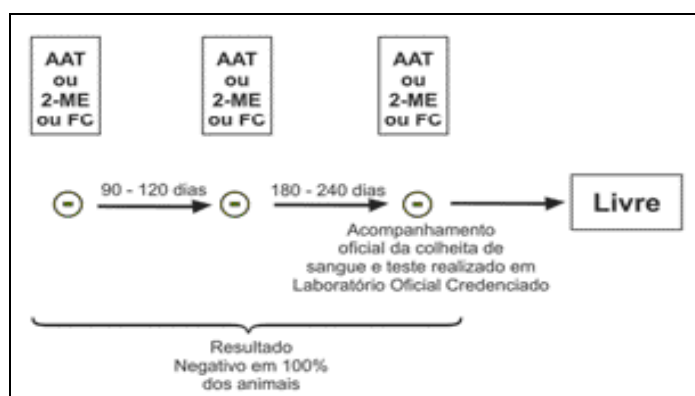 AAT
ou
2-ME
ou FC
AAT
ou
2-ME
ou FC
AAT
ou
2-ME
ou FC
90 - 120 dias
180 - 240 dias
Livre
Acompanhamento
oficial da colheita de
sangue e teste realizado em
Laboratório Oficial Credenciado
Resultado
Negativo em 100%
dos animais